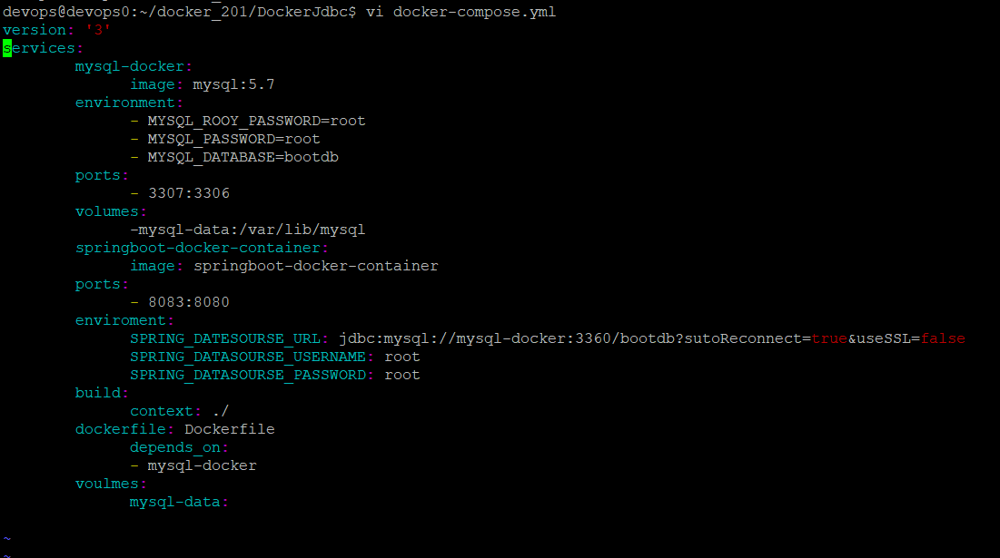 devops@devops0:~/docker_201/DockerJdbc$ vi docker-compose.yml
version: '3'
services:
        mysql-docker:
              image: mysql:5.7
        environment:
              - MYSQL_ROOY_PASSWORD=root
              - MYSQL_PASSWORD=root
              - MYSQL_DATABASE=bootdb
        ports:
              - 3307:3306
        volumes:
              -mysql-data:/var/lib/mysql
        springboot-docker-container:
              image: springboot-docker-container
        ports:
              - 8083:8080
        enviroment:
              SPRING_DATESOURSE_URL: jdbc:mysql://mysql-docker:3360/bootdb?sutoReconnect=true&useSSL=false
              SPRING_DATASOURSE_USERNAME: root
              SPRING_DATASOURSE_PASSWORD: root
        build:
              context: ./
        dockerfile: Dockerfile
              depends_on:
              - mysql-docker
        voulmes:
              mysql-data:
~
~